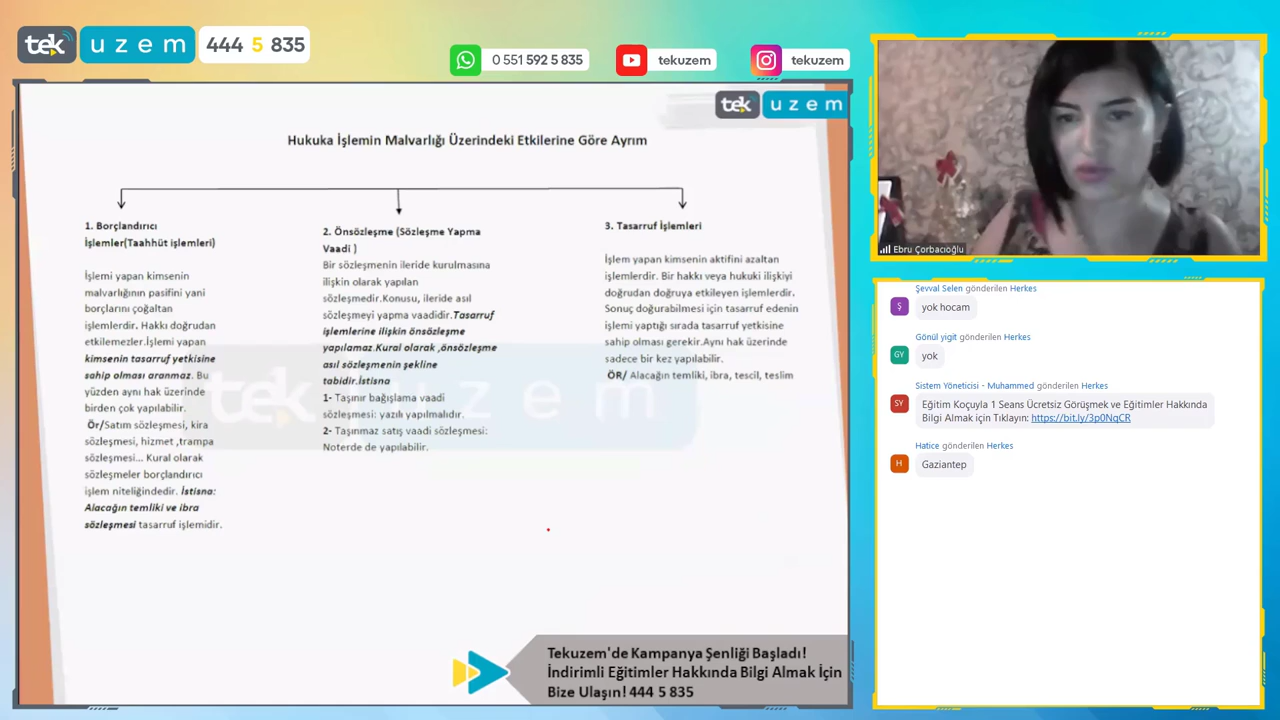 tek uzem 444 5 835
0 551 592 5 835
tekuzem
tekuzem
tek uzem
Hukuka İşlemin Malvarlığı Üzerindeki Etkilerine Göre Ayrım
1. Borçlandırıcı
İşlemler(Taahhüt işlemleri)
İşlemi yapan kimsenin
malvarlığının pasifini yani
borçlarını çoğaltan
işlemlerdir. Hakkı doğrudan
etkilemezler.İşlemi yapan
kimsenin tasarruf yetkisine
sahip olması aranmaz. Bu
yüzden aynı hak üzerinde
birden çok yapılabilir.
Ör/Satım sözleşmesi, kira
sözleşmesi, hizmet ,trampa
sözleşmesi... Kural olarak
sözleşmeler borçlandırıcı
işlem niteliğindedir. İstisna:
Alacağın temliki ve ibra
sözleşmesi tasarruf işlemidir.
2. Önsözleşme (Sözleşme Yapma
Vaadi )
Bir sözleşmenin ileride kurulmasına
ilişkin olarak yapılan
sözleşmedir.Konusu, ileride asıl
sözleşmeyi yapma vaadidir.Tasarruf
işlemlerine ilişkin önsözleşme
yapılamaz.Kural olarak ,önsözleşme
asıl sözleşmenin şekline
tabidir.İstisna
1- Taşınır bağışlama vaadi
sözleşmesi: yazılı yapılmalıdır.
2- Taşınmaz satış vaadi sözleşmesi:
Noterde de yapılabilir.
3. Tasarruf İşlemleri
İşlem yapan kimsenin aktifini azaltan
işlemlerdir. Bir hakkı veya hukuki ilişkiyi
doğrudan doğruya etkileyen işlemlerdir.
Sonuç doğurabilmesi için tasarruf edenin
işlemi yaptığı sırada tasarruf yetkisine
sahip olması gerekir.Aynı hak üzerinde
sadece bir kez yapılabilir.
ÖR/ Alacağın temliki, ibra, tescil, teslim
tek uzem
Tekuzem'de Kampanya Şenliği Başladı!
İndirimli Eğitimler Hakkında Bilgi Almak İçin
Bize Ulaşın! 444 5 835
Ebru Çorbacıoğlu
Şevval Selen gönderilen Herkes
Ş
yok hocam
Gönül yigit gönderilen Herkes
GY
yok
Sistem Yöneticisi - Muhammed gönderilen Herkes
SY
Eğitim Koçuyla 1 Seans Ücretsiz Görüşmek ve Eğitimler Hakkında
Bilgi Almak için Tıklayın: https://bit.ly/3p0NqCR
Hatice gönderilen Herkes
H
Gaziantep